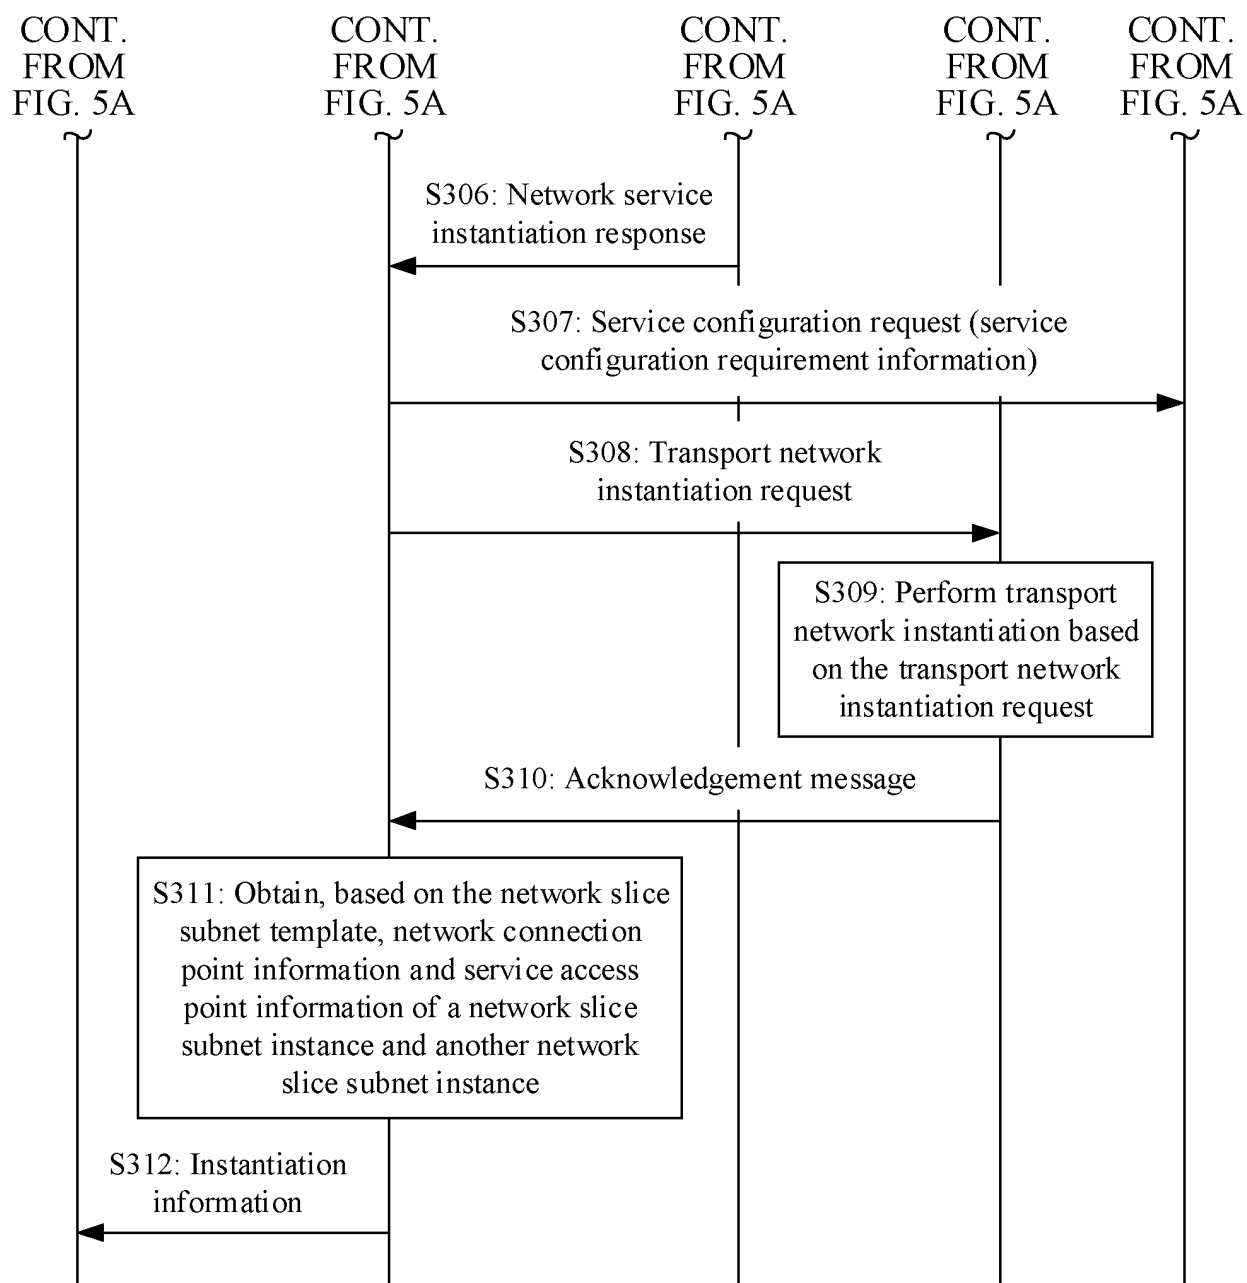 CONT.
FROM
FIG. 5A
CONT.
FROM
FIG. 5A
CONT.
FROM
FIG. 5A
CONT.
FROM
FIG. 5A
CONT.
FROM
FIG. 5A
S306: Network service
instantiation response
S307: Service configuration request (service
configuration requirement information)
S308: Transport network
instantiation request
S309: Perform transport
network instantiation based
on the transport network
instantiation request
S310: Acknowledgement message
S311: Obtain, based on the network slice
subnet template, network connection
point information and service access
point information of a network slice
subnet instance and another network
slice subnet instance
S312: Instantiation
information